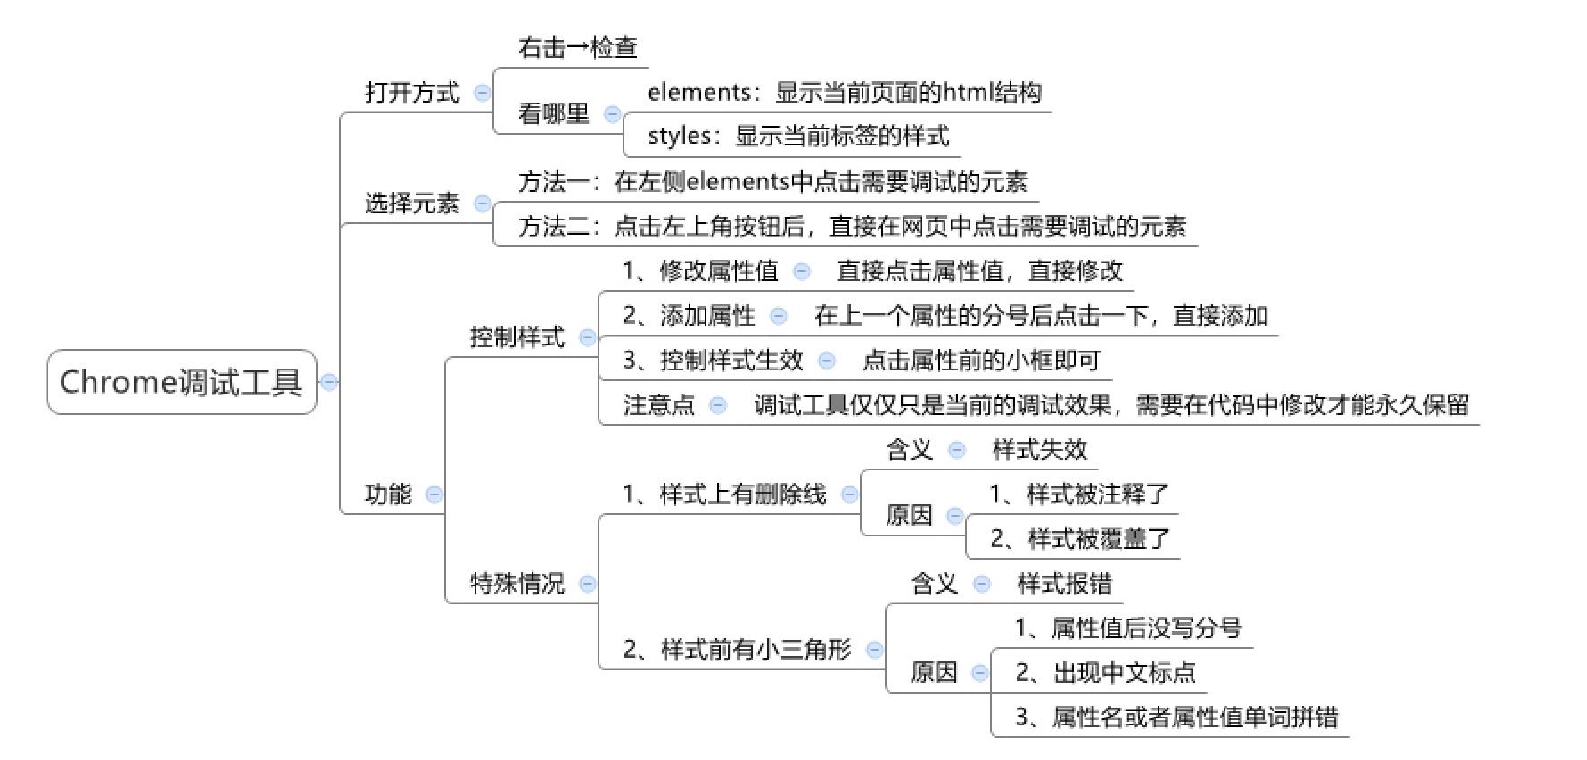 Chrome调试工具
打开方式
右击→检查
看哪里
elements：显示当前页面的html结构
styles：显示当前标签的样式
选择元素
方法一：在左侧elements中点击需要调试的元素
方法二：点击左上角按钮后，直接在网页中点击需要调试的元素
功能
控制样式
1、修改属性值 直接点击属性值，直接修改
2、添加属性 在上一个属性的分号后点击一下，直接添加
3、控制样式生效 点击属性前的小框即可
注意点 调试工具仅仅只是当前的调试效果，需要在代码中修改才能永久保留
特殊情况
1、样式上有删除线
含义 样式失效
原因
1、样式被注释了
2、样式被覆盖了
2、样式前有小三角形
含义 样式报错
原因
1、属性值后没写分号
2、出现中文标点
3、属性名或者属性值单词拼错